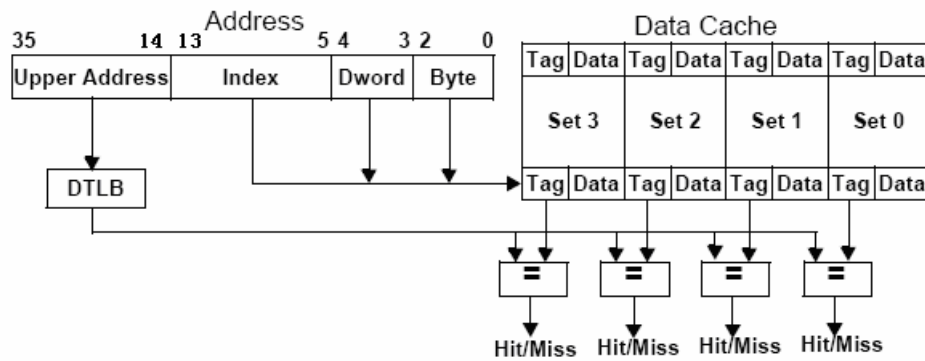 Address
35 14 13 5 4 3 2 0
Upper Address Index Dword Byte
DTLB
Data Cache
Tag Data Tag Data Tag Data Tag Data
Set 3 Set 2 Set 1 Set 0
Tag Data Tag Data Tag Data Tag Data
= = = =
Hit/Miss Hit/Miss Hit/Miss Hit/Miss